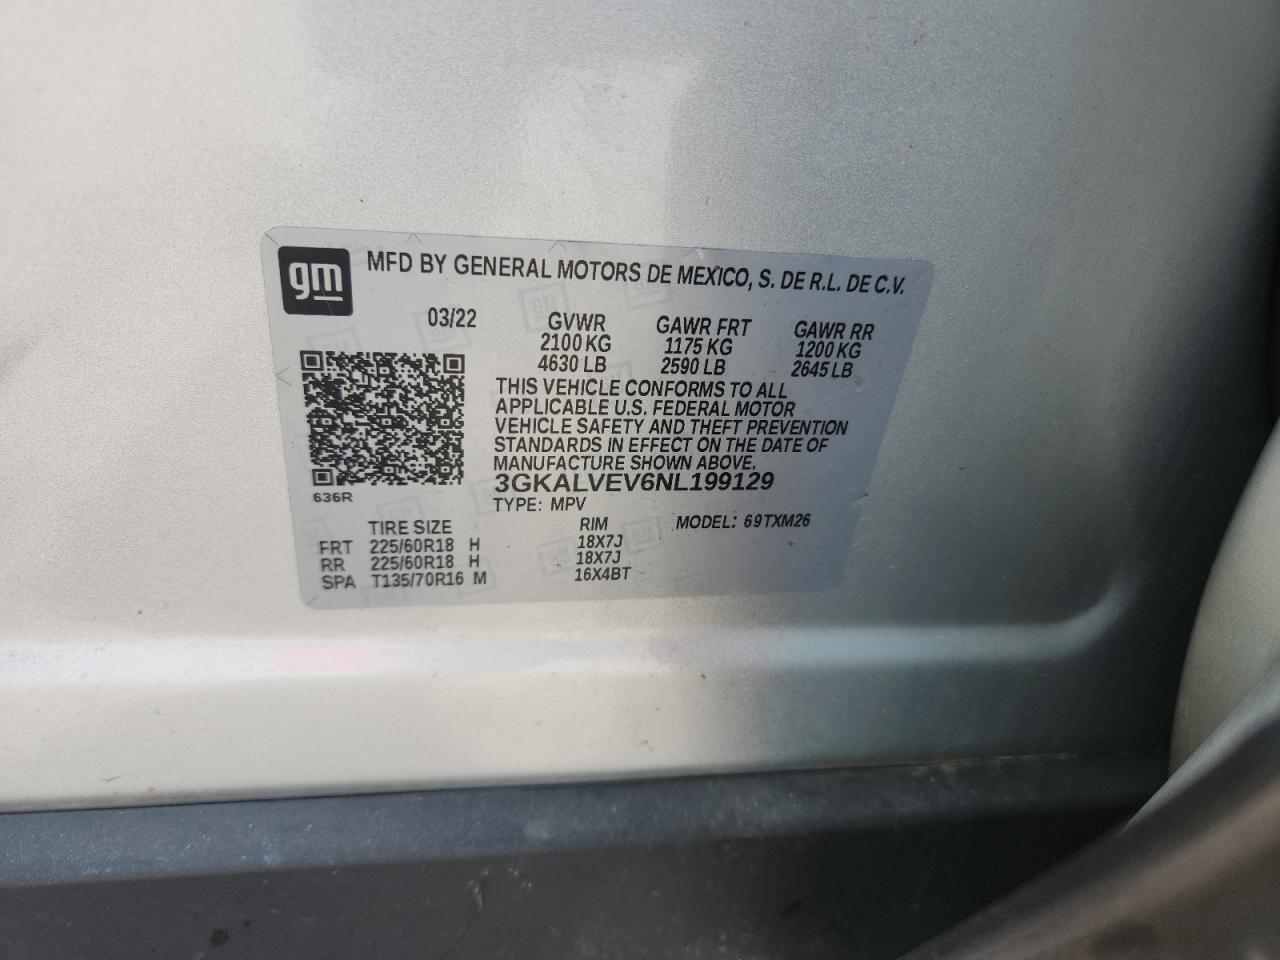 gm
MFD BY GENERAL MOTORS DE MEXICO, S. DE R.L. DE C.V.
03/22 GVWR GAWR FRT GAWR RR
2100 KG 1175 KG 1200 KG
4630 LB 2590 LB 2645 LB
THIS VEHICLE CONFORMS TO ALL
APPLICABLE U.S. FEDERAL MOTOR
VEHICLE SAFETY AND THEFT PREVENTION
STANDARDS IN EFFECT ON THE DATE OF
MANUFACTURE SHOWN ABOVE.
3GKALVEV6NL199129
636R
TYPE: MPV
TIRE SIZE RIM MODEL: 69TXM26
FRT 225/60R18 H 18X7J
RR 225/60R18 H 18X7J
SPA T135/70R16 M 16X4BT